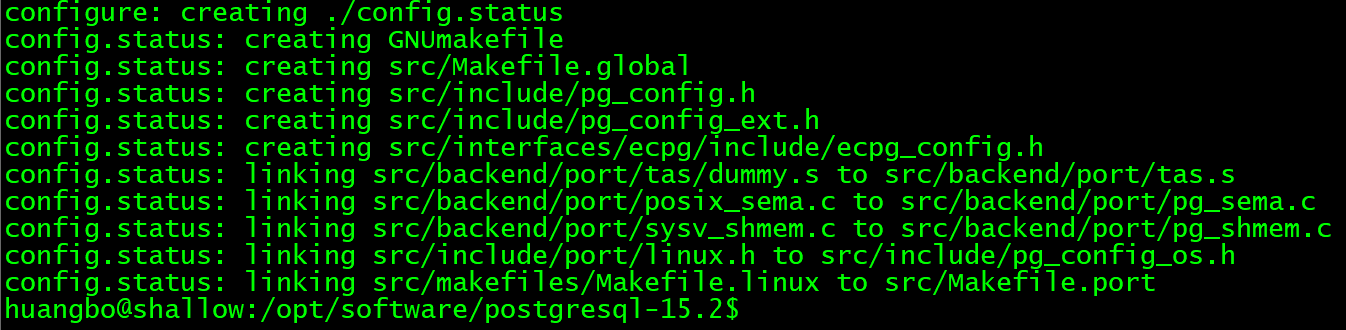 configure: creating ./config.status
config.status: creating GNUmakefile
config.status: creating src/Makefile.global
config.status: creating src/include/pg_config.h
config.status: creating src/include/pg_config_ext.h
config.status: creating src/interfaces/ecpg/include/ecpg_config.h
config.status: linking src/backend/port/tas/dummy.s to src/backend/port/tas.s
config.status: linking src/backend/port/posix_sema.c to src/backend/port/pg_sema.c
config.status: linking src/backend/port/sysv_shmem.c to src/backend/port/pg_shmem.c
config.status: linking src/include/port/linux.h to src/include/pg_config_os.h
config.status: linking src/makefiles/Makefile.linux to src/Makefile.port
huangbo@shallow:/opt/software/postgresql-15.2$